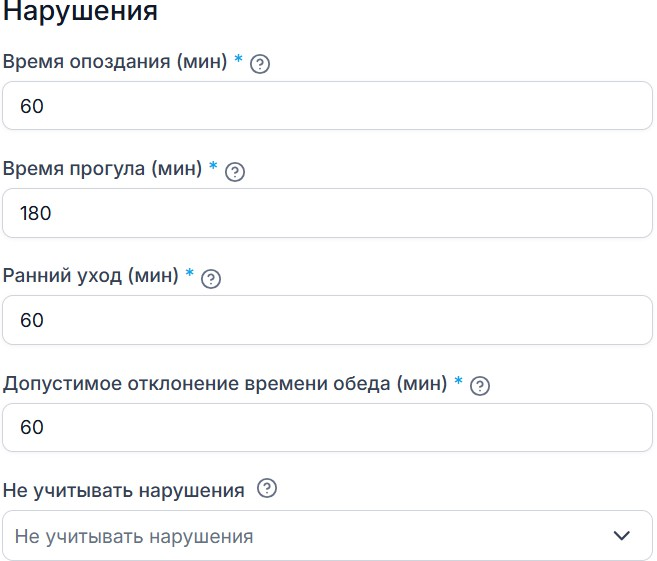 Нарушения
Время опоздания (мин) * ?
60
Время прогула (мин) * ?
180
Ранний уход (мин) * ?
60
Допустимое отклонение времени обеда (мин) * ?
60
Не учитывать нарушения ?
Не учитывать нарушения